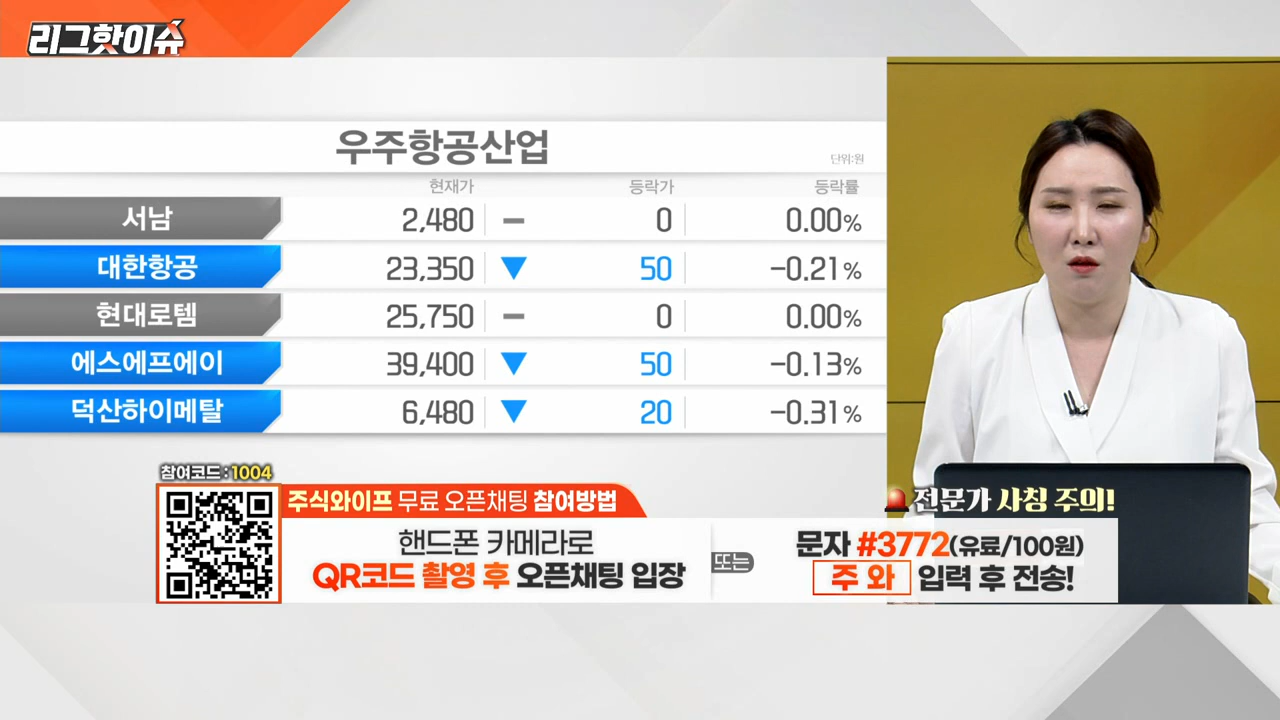 리그핫이슈
우주항공산업
단위:원
현재가 등락가 등락률
서남 2,480 0 0.00%
대한항공 23,350 ▼ 50 -0.21%
현대로템 25,750 0 0.00%
에스에프에이 39,400 ▼ 50 -0.13%
덕산하이메탈 6,480 ▼ 20 -0.31%
참여코드:1004
주식와이프 무료 오픈채팅 참여방법
핸드폰 카메라로
QR코드 촬영 후 오픈채팅 입장
또는
전문가 사칭 주의!
문자 #3772(유료/100원)
주 와 입력 후 전송!